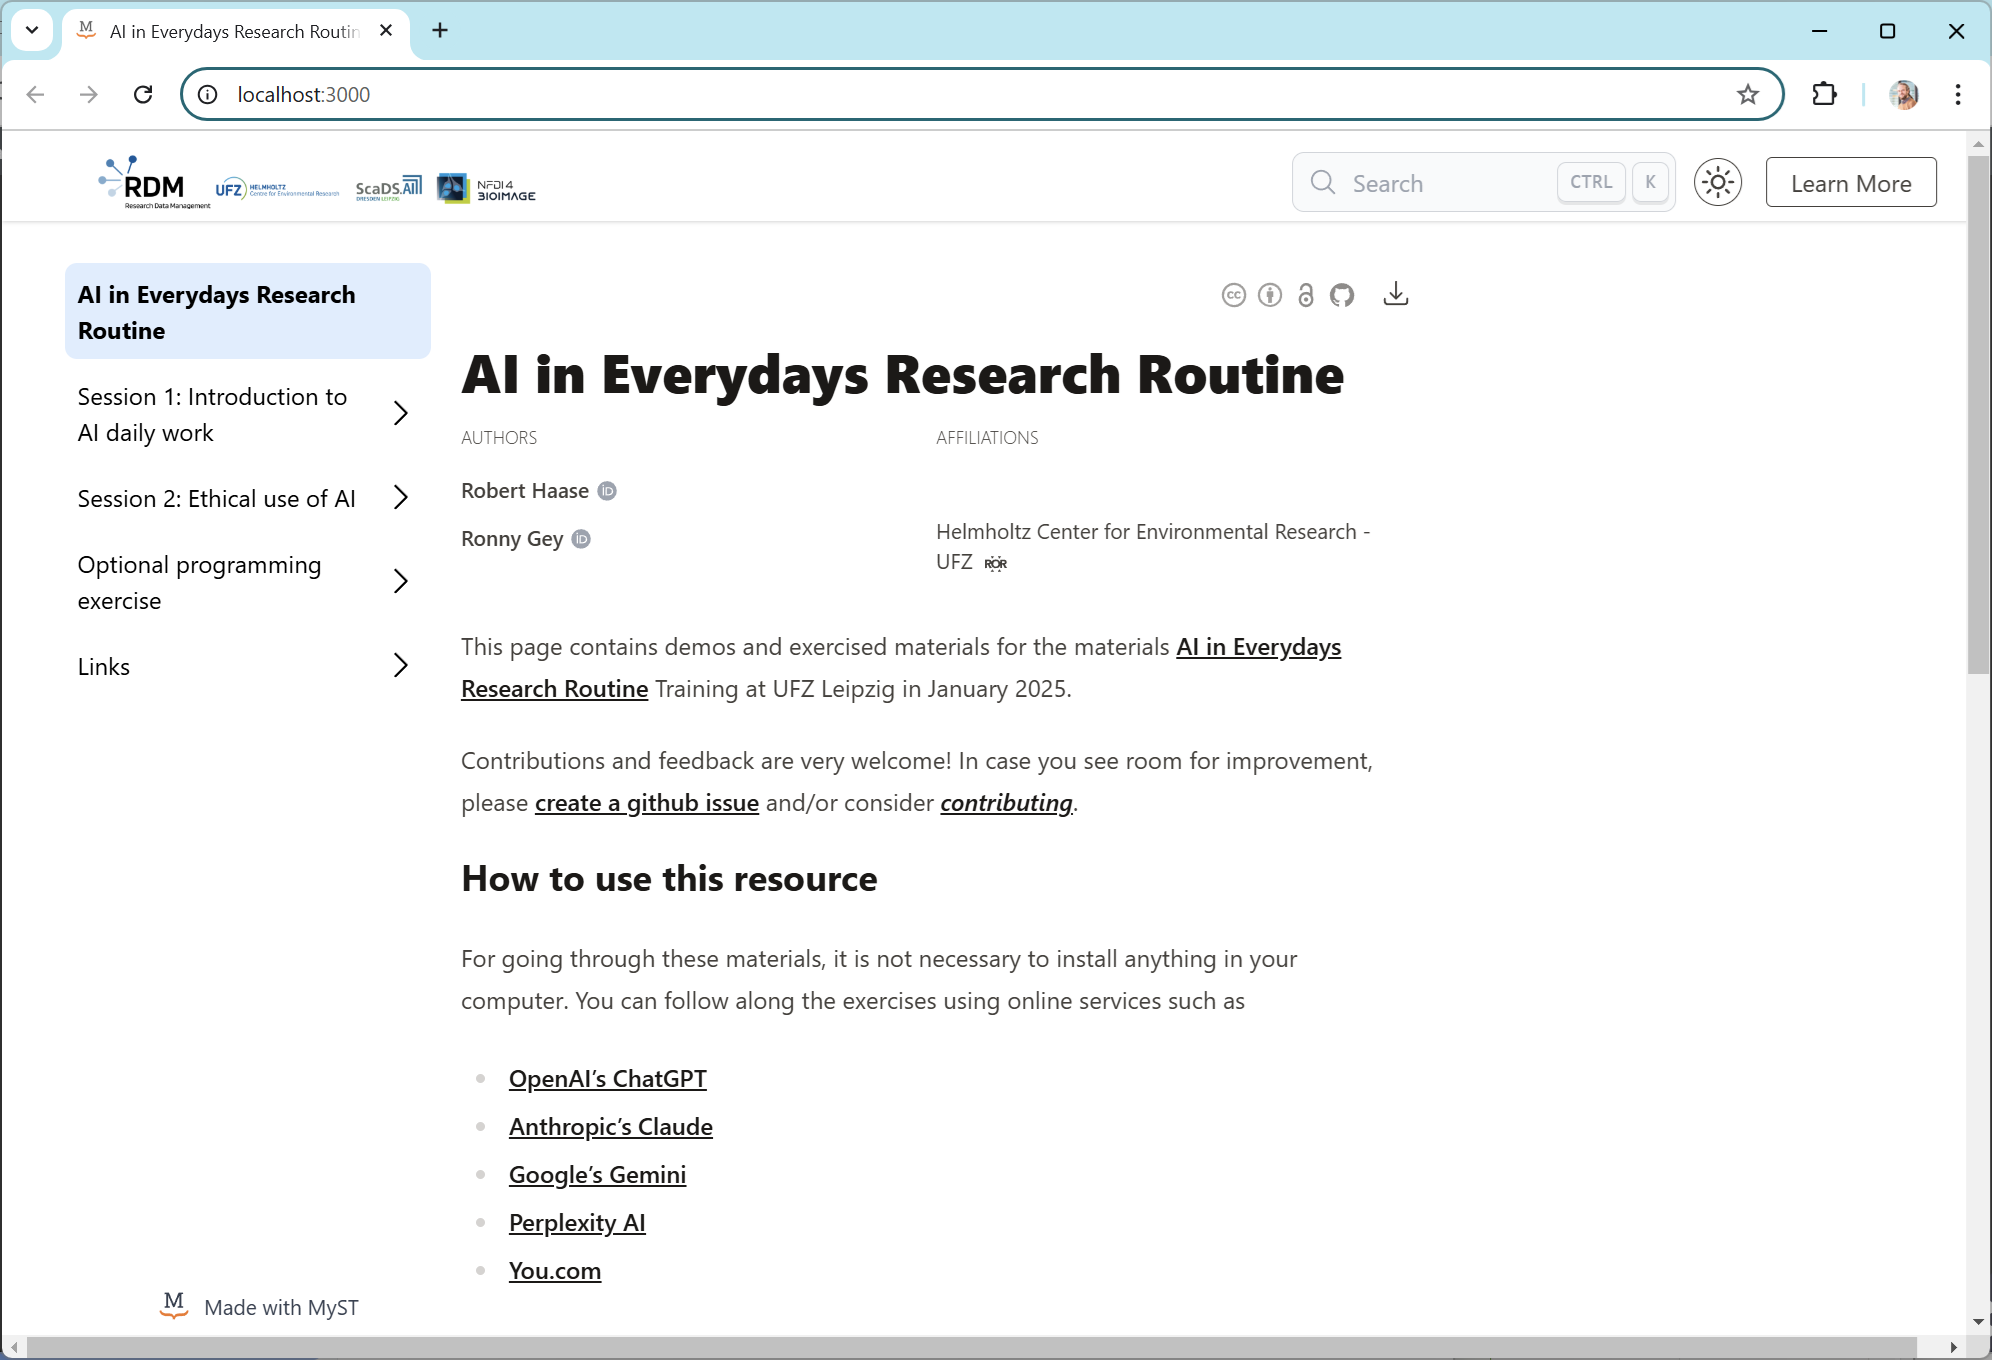 AI in Everydays Research Routin
localhost:3000
RDM
Research Data Management
UFZ HELMHOLTZ
Centre for Environmental Research
ScaDS.AI
DRESDEN LEIPZIG
NFDI4
BIOIMAGE
Search
CTRL
K
Learn More
AI in Everydays Research
Routine
Session 1: Introduction to
AI daily work
Session 2: Ethical use of AI
Optional programming
exercise
Links
Made with MyST
AI in Everydays Research Routine
AUTHORS
AFFILIATIONS
Robert Haase iD
Ronny Gey iD
Helmholtz Center for Environmental Research -
UFZ ROR
This page contains demos and exercised materials for the materials AI in Everydays
Research Routine Training at UFZ Leipzig in January 2025.
Contributions and feedback are very welcome! In case you see room for improvement,
please create a github issue and/or consider contributing.
How to use this resource
For going through these materials, it is not necessary to install anything in your
computer. You can follow along the exercises using online services such as
OpenAI’s ChatGPT
Anthropic’s Claude
Google’s Gemini
Perplexity AI
You.com